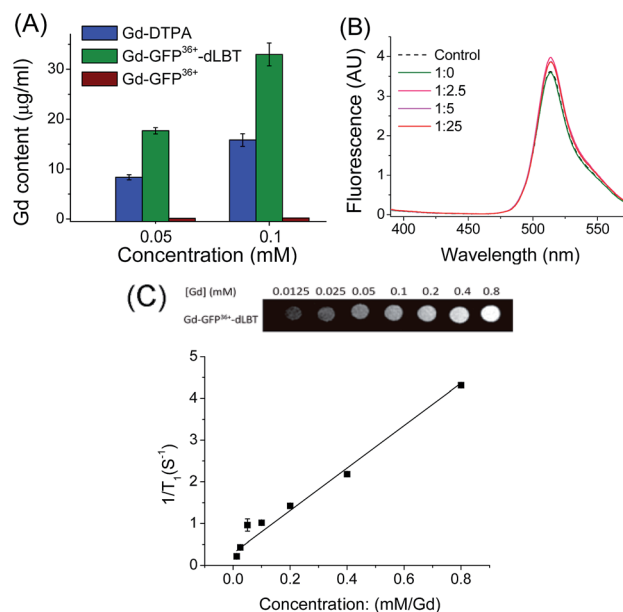 (A)
Gd-DTPA
Gd-GFP³⁶⁺-dLBT
Gd-GFP³⁶⁺
Gd content (μg/ml)
30
20
10
0
0.05 0.1
Concentration (mM)
(B)
Control
1:0
1:2.5
1:5
1:25
Fluorescence (AU)
4
3
2
1
0
400 450 500 550
Wavelength (nm)
(C)
[Gd] (mM) 0.0125 0.025 0.05 0.1 0.2 0.4 0.8
Gd-GFP³⁶⁺-dLBT
1/T₁(S⁻¹)
5
4
3
2
1
0
0.0 0.2 0.4 0.6 0.8
Concentration: (mM/Gd)